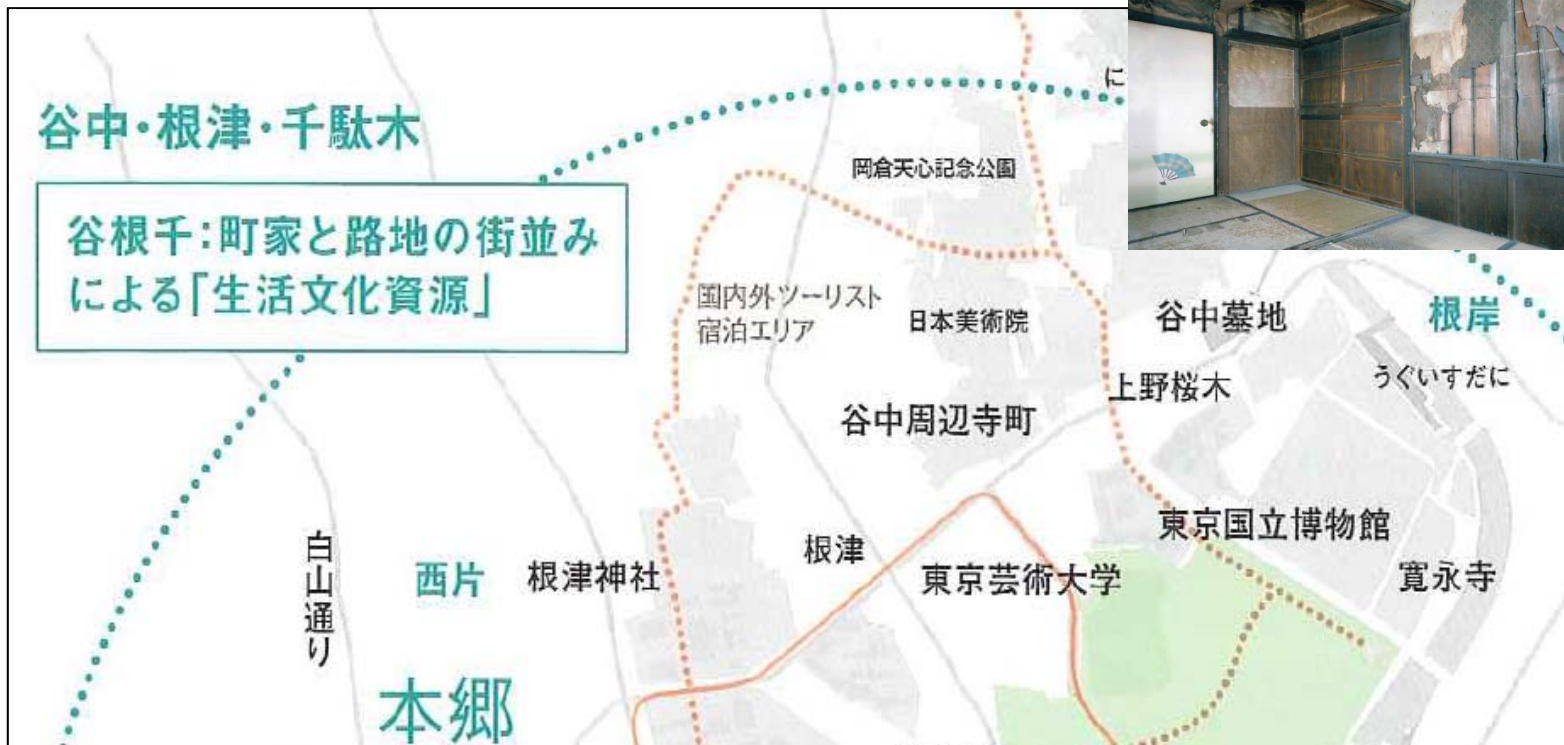 谷中・根津・千駄木
谷根千：町家と路地の街並み
による「生活文化資源」
に
岡倉天心記念公園
国内外ツーリスト
宿泊エリア
日本美術院
谷中墓地
根岸
うぐいすだに
上野桜木
谷中周辺寺町
東京国立博物館
白山通り
西片
根津神社
根津
東京芸術大学
寛永寺
本郷